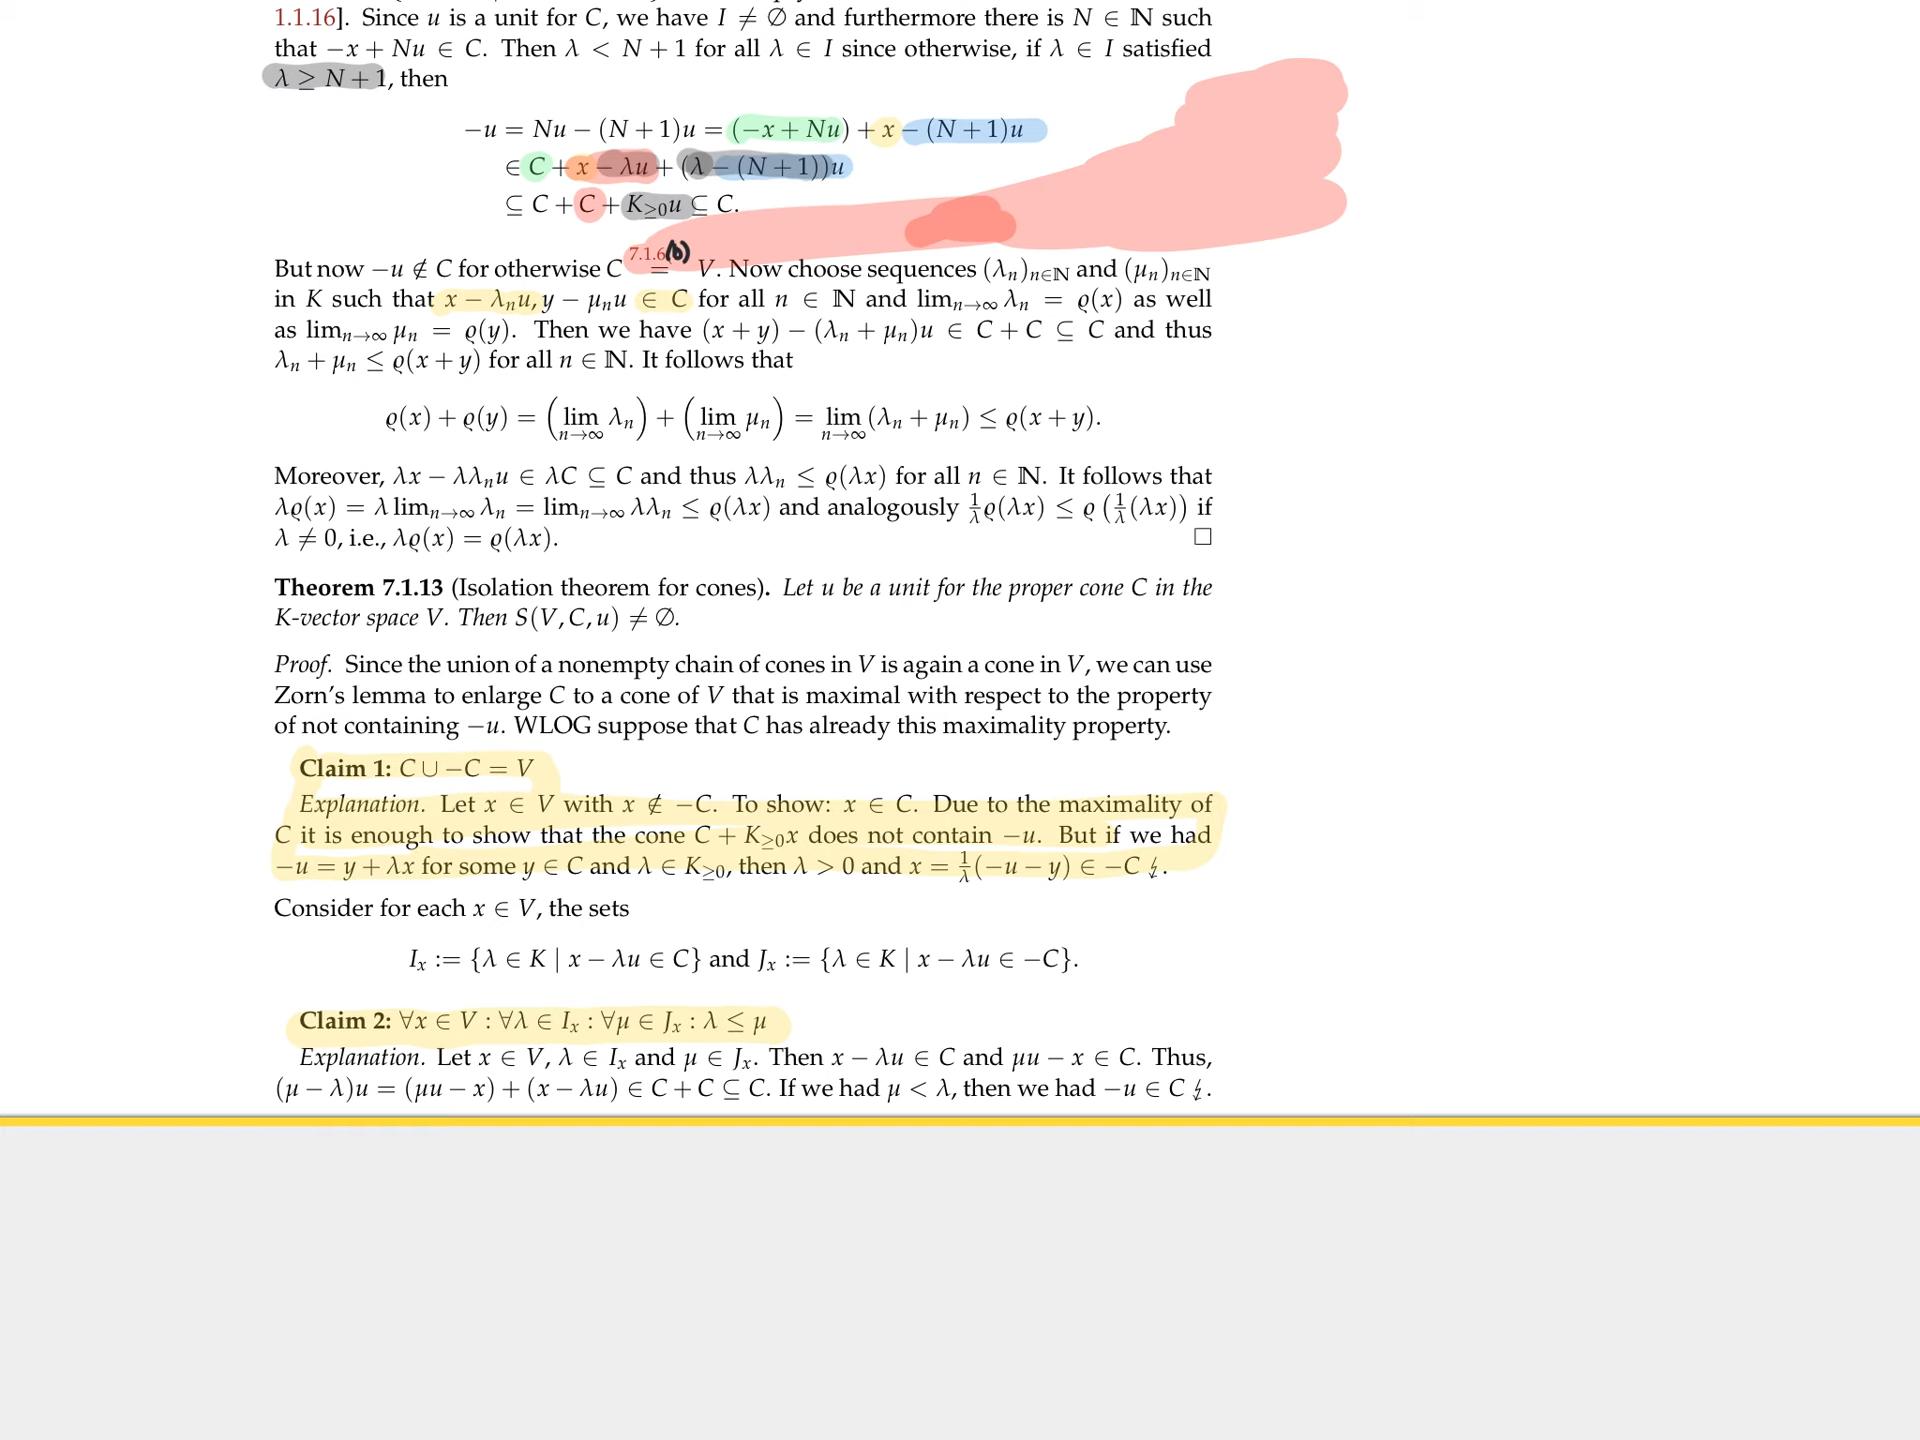 1.1.16]. Since u is a unit for C, we have I ≠ ∅ and furthermore there is N ∈ ℕ such
that −x + Nu ∈ C. Then λ < N + 1 for all λ ∈ I since otherwise, if λ ∈ I satisfied
λ ≥ N + 1, then
−u = Nu − (N + 1)u = (−x + Nu) + x − (N + 1)u
∈ C + x − λu + (λ − (N + 1))u
⊆ C + C + K≥0u ⊆ C.
But now −u ∉ C for otherwise C 7.1.6(b) = V. Now choose sequences (λn)n∈ℕ and (μn)n∈ℕ
in K such that x − λnu, y − μnu ∈ C for all n ∈ ℕ and limn→∞ λn = ϱ(x) as well
as limn→∞ μn = ϱ(y). Then we have (x + y) − (λn + μn)u ∈ C + C ⊆ C and thus
λn + μn ≤ ϱ(x + y) for all n ∈ ℕ. It follows that
ϱ(x) + ϱ(y) = (lim n→∞ λn) + (lim n→∞ μn) = lim n→∞ (λn + μn) ≤ ϱ(x + y).
Moreover, λx − λλnu ∈ λC ⊆ C and thus λλn ≤ ϱ(λx) for all n ∈ ℕ. It follows that
λϱ(x) = λ limn→∞ λn = limn→∞ λλn ≤ ϱ(λx) and analogously 1/λ ϱ(λx) ≤ ϱ (1/λ (λx)) if
λ ≠ 0, i.e., λϱ(x) = ϱ(λx). □
Theorem 7.1.13 (Isolation theorem for cones). Let u be a unit for the proper cone C in the
K-vector space V. Then S(V, C, u) ≠ ∅.
Proof. Since the union of a nonempty chain of cones in V is again a cone in V, we can use
Zorn's lemma to enlarge C to a cone of V that is maximal with respect to the property
of not containing −u. WLOG suppose that C has already this maximality property.
Claim 1: C ∪ −C = V
Explanation. Let x ∈ V with x ∉ −C. To show: x ∈ C. Due to the maximality of
C it is enough to show that the cone C + K≥0x does not contain −u. But if we had
−u = y + λx for some y ∈ C and λ ∈ K≥0, then λ > 0 and x = 1/λ (−u − y) ∈ −C ↯.
Consider for each x ∈ V, the sets
Ix := {λ ∈ K | x − λu ∈ C} and Jx := {λ ∈ K | x − λu ∈ −C}.
Claim 2: ∀x ∈ V : ∀λ ∈ Ix : ∀μ ∈ Jx : λ ≤ μ
Explanation. Let x ∈ V, λ ∈ Ix and μ ∈ Jx. Then x − λu ∈ C and μu − x ∈ C. Thus,
(μ − λ)u = (μu − x) + (x − λu) ∈ C + C ⊆ C. If we had μ < λ, then we had −u ∈ C ↯.